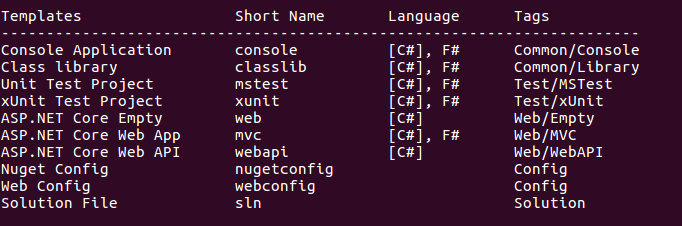 Templates Short Name Language Tags
--------------------------------------------------------------------------------
Console Application console [C#], F# Common/Console
Class library classlib [C#], F# Common/Library
Unit Test Project mstest [C#], F# Test/MSTest
xUnit Test Project xunit [C#], F# Test/xUnit
ASP.NET Core Empty web [C#] Web/Empty
ASP.NET Core Web App mvc [C#], F# Web/MVC
ASP.NET Core Web API webapi [C#] Web/WebAPI
Nuget Config nugetconfig Config
Web Config webconfig Config
Solution File sln Solution